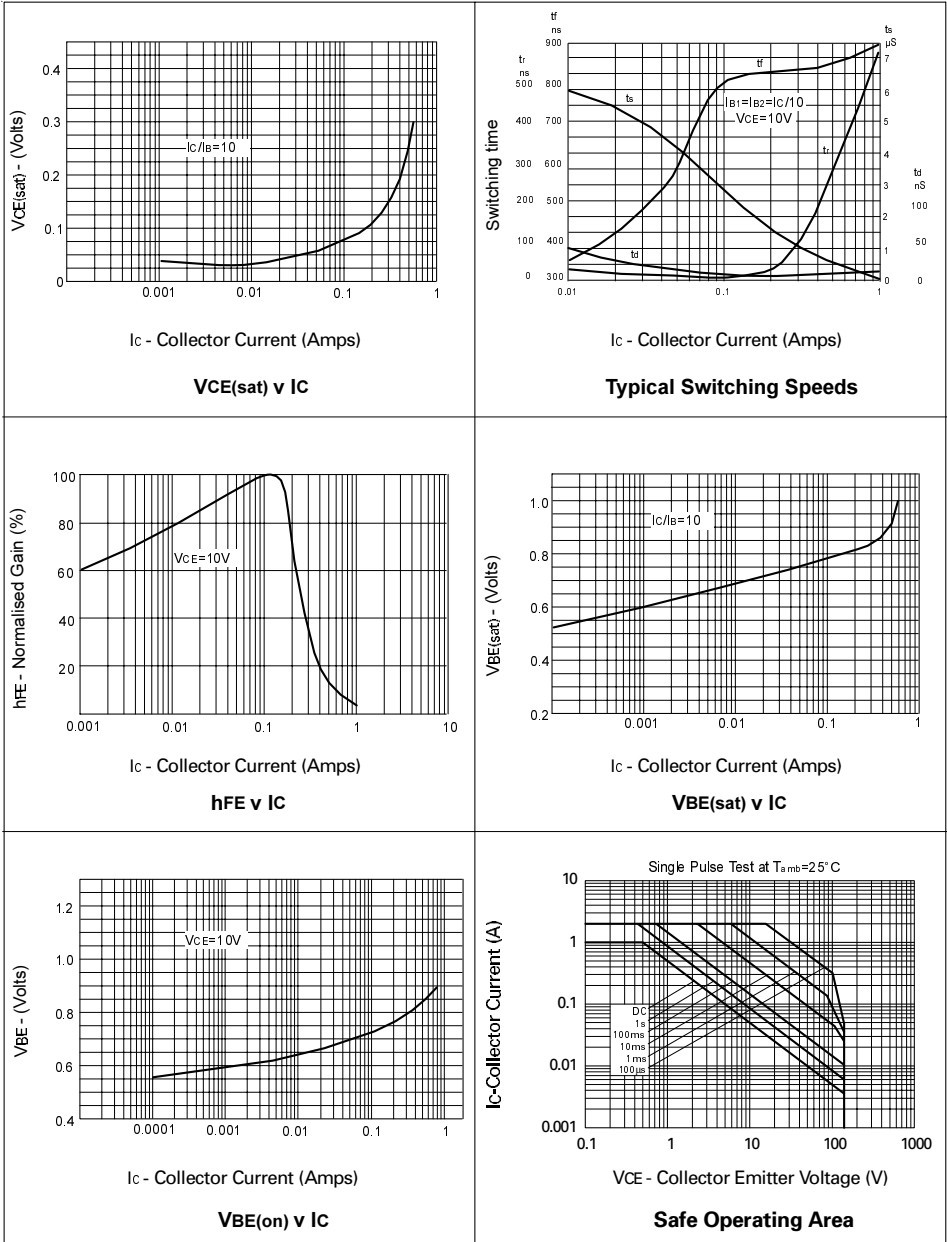 VCE(sat) - (Volts)
0.4
0.3
0.2
0.1
0
IC/IB=10
0.001
0.01
0.1
1
IC - Collector Current (Amps)
VCE(sat) v IC
Switching time
tf
ns
900
800
700
600
500
400
300
tr
ns
500
400
300
200
100
0
ts
µS
7
6
5
4
3
2
1
0
td
nS
100
50
0
tf
IB1=IB2=IC/10
VCE=10V
ts
tr
td
0.01
0.1
1
IC - Collector Current (Amps)
Typical Switching Speeds
hFE - Normalised Gain (%)
100
80
60
40
20
VCE=10V
0.001
0.01
0.1
1
10
IC - Collector Current (Amps)
hFE v IC
VBE(sat) - (Volts)
1.0
0.8
0.6
0.4
0.2
IC/IB=10
0.001
0.01
0.1
1
IC - Collector Current (Amps)
VBE(sat) v IC
VBE - (Volts)
1.2
1.0
0.8
0.6
0.4
VCE=10V
0.0001
0.001
0.01
0.1
1
IC - Collector Current (Amps)
VBE(on) v IC
Single Pulse Test at Tamb=25°C
IC-Collector Current (A)
10
1
0.1
0.01
0.001
DC
1s
100ms
10ms
1ms
100µs
0.1
1
10
100
1000
VCE - Collector Emitter Voltage (V)
Safe Operating Area